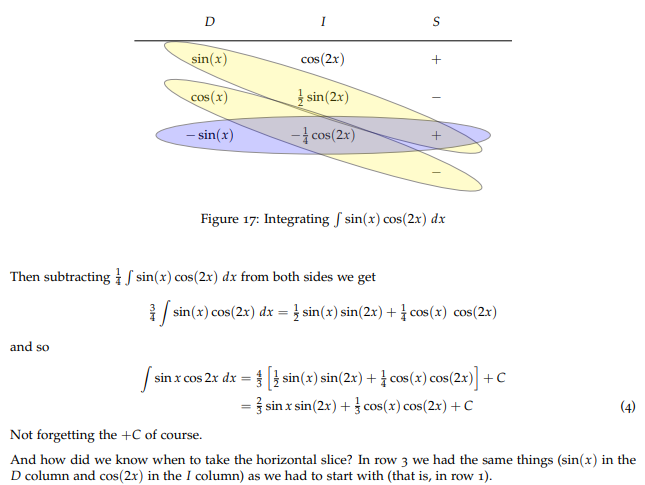 D I S
sin(x) cos(2x) +
cos(x) ½ sin(2x) −
− sin(x) −¼ cos(2x) +
−
Figure 17: Integrating ∫ sin(x) cos(2x) dx
Then subtracting ¼ ∫ sin(x) cos(2x) dx from both sides we get
¾ ∫ sin(x) cos(2x) dx = ½ sin(x) sin(2x) + ¼ cos(x) cos(2x)
and so
∫ sin x cos 2x dx = 4/3 [½ sin(x) sin(2x) + ¼ cos(x) cos(2x)] + C
= ⅔ sin x sin(2x) + ⅓ cos(x) cos(2x) + C (4)
Not forgetting the +C of course.
And how did we know when to take the horizontal slice? In row 3 we had the same things (sin(x) in the
D column and cos(2x) in the I column) as we had to start with (that is, in row 1).